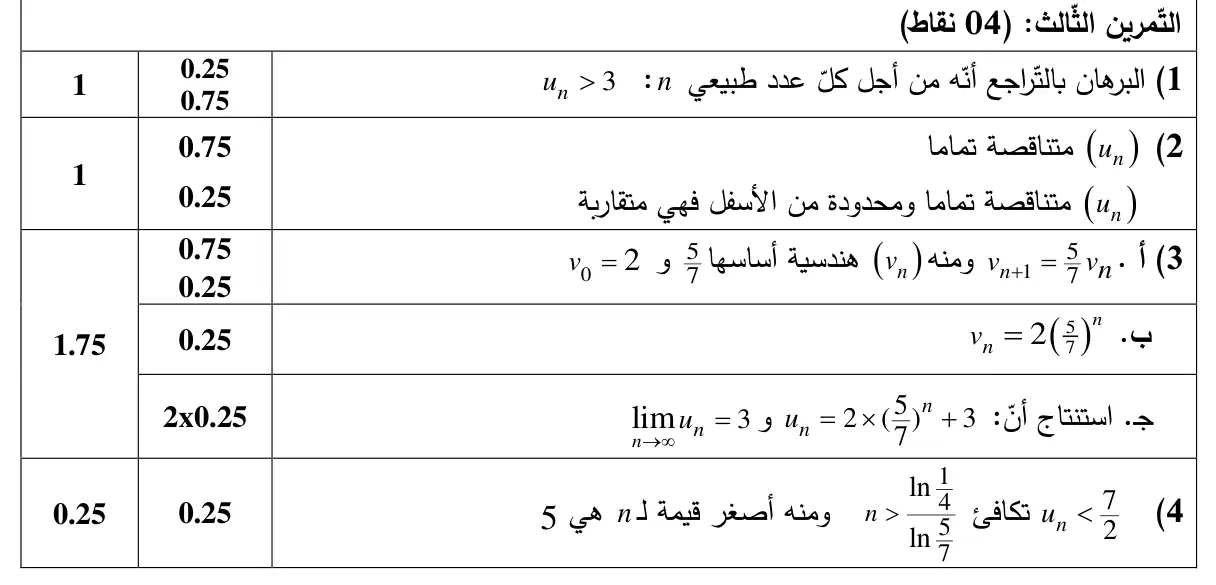 التّمرين الثّالث: (04 نقاط)
1) البرهان بالتّراجع أنّه من أجل كلّ عدد طبيعي n: u_n > 3
0.25
0.75
1
2) (u_n) متناقصة تماما
0.75
(u_n) متناقصة تماما ومحدودة من الأسفل فهي متقاربة
0.25
1
3) أ. v_{n+1} = 5/7 v_n ومنه (v_n) هندسية أساسها 5/7 و v_0 = 2
0.75
0.25
ب. v_n = 2(5/7)^n
0.25
1.75
جـ. استنتاج أنّ: u_n = 2×(5/7)^n + 3 و lim_{n→∞} u_n = 3
2x0.25
4) u_n < 7/2 تكافئ n > ln 1/4 / ln 5/7 ومنه أصغر قيمة لـ n هي 5
0.25
0.25